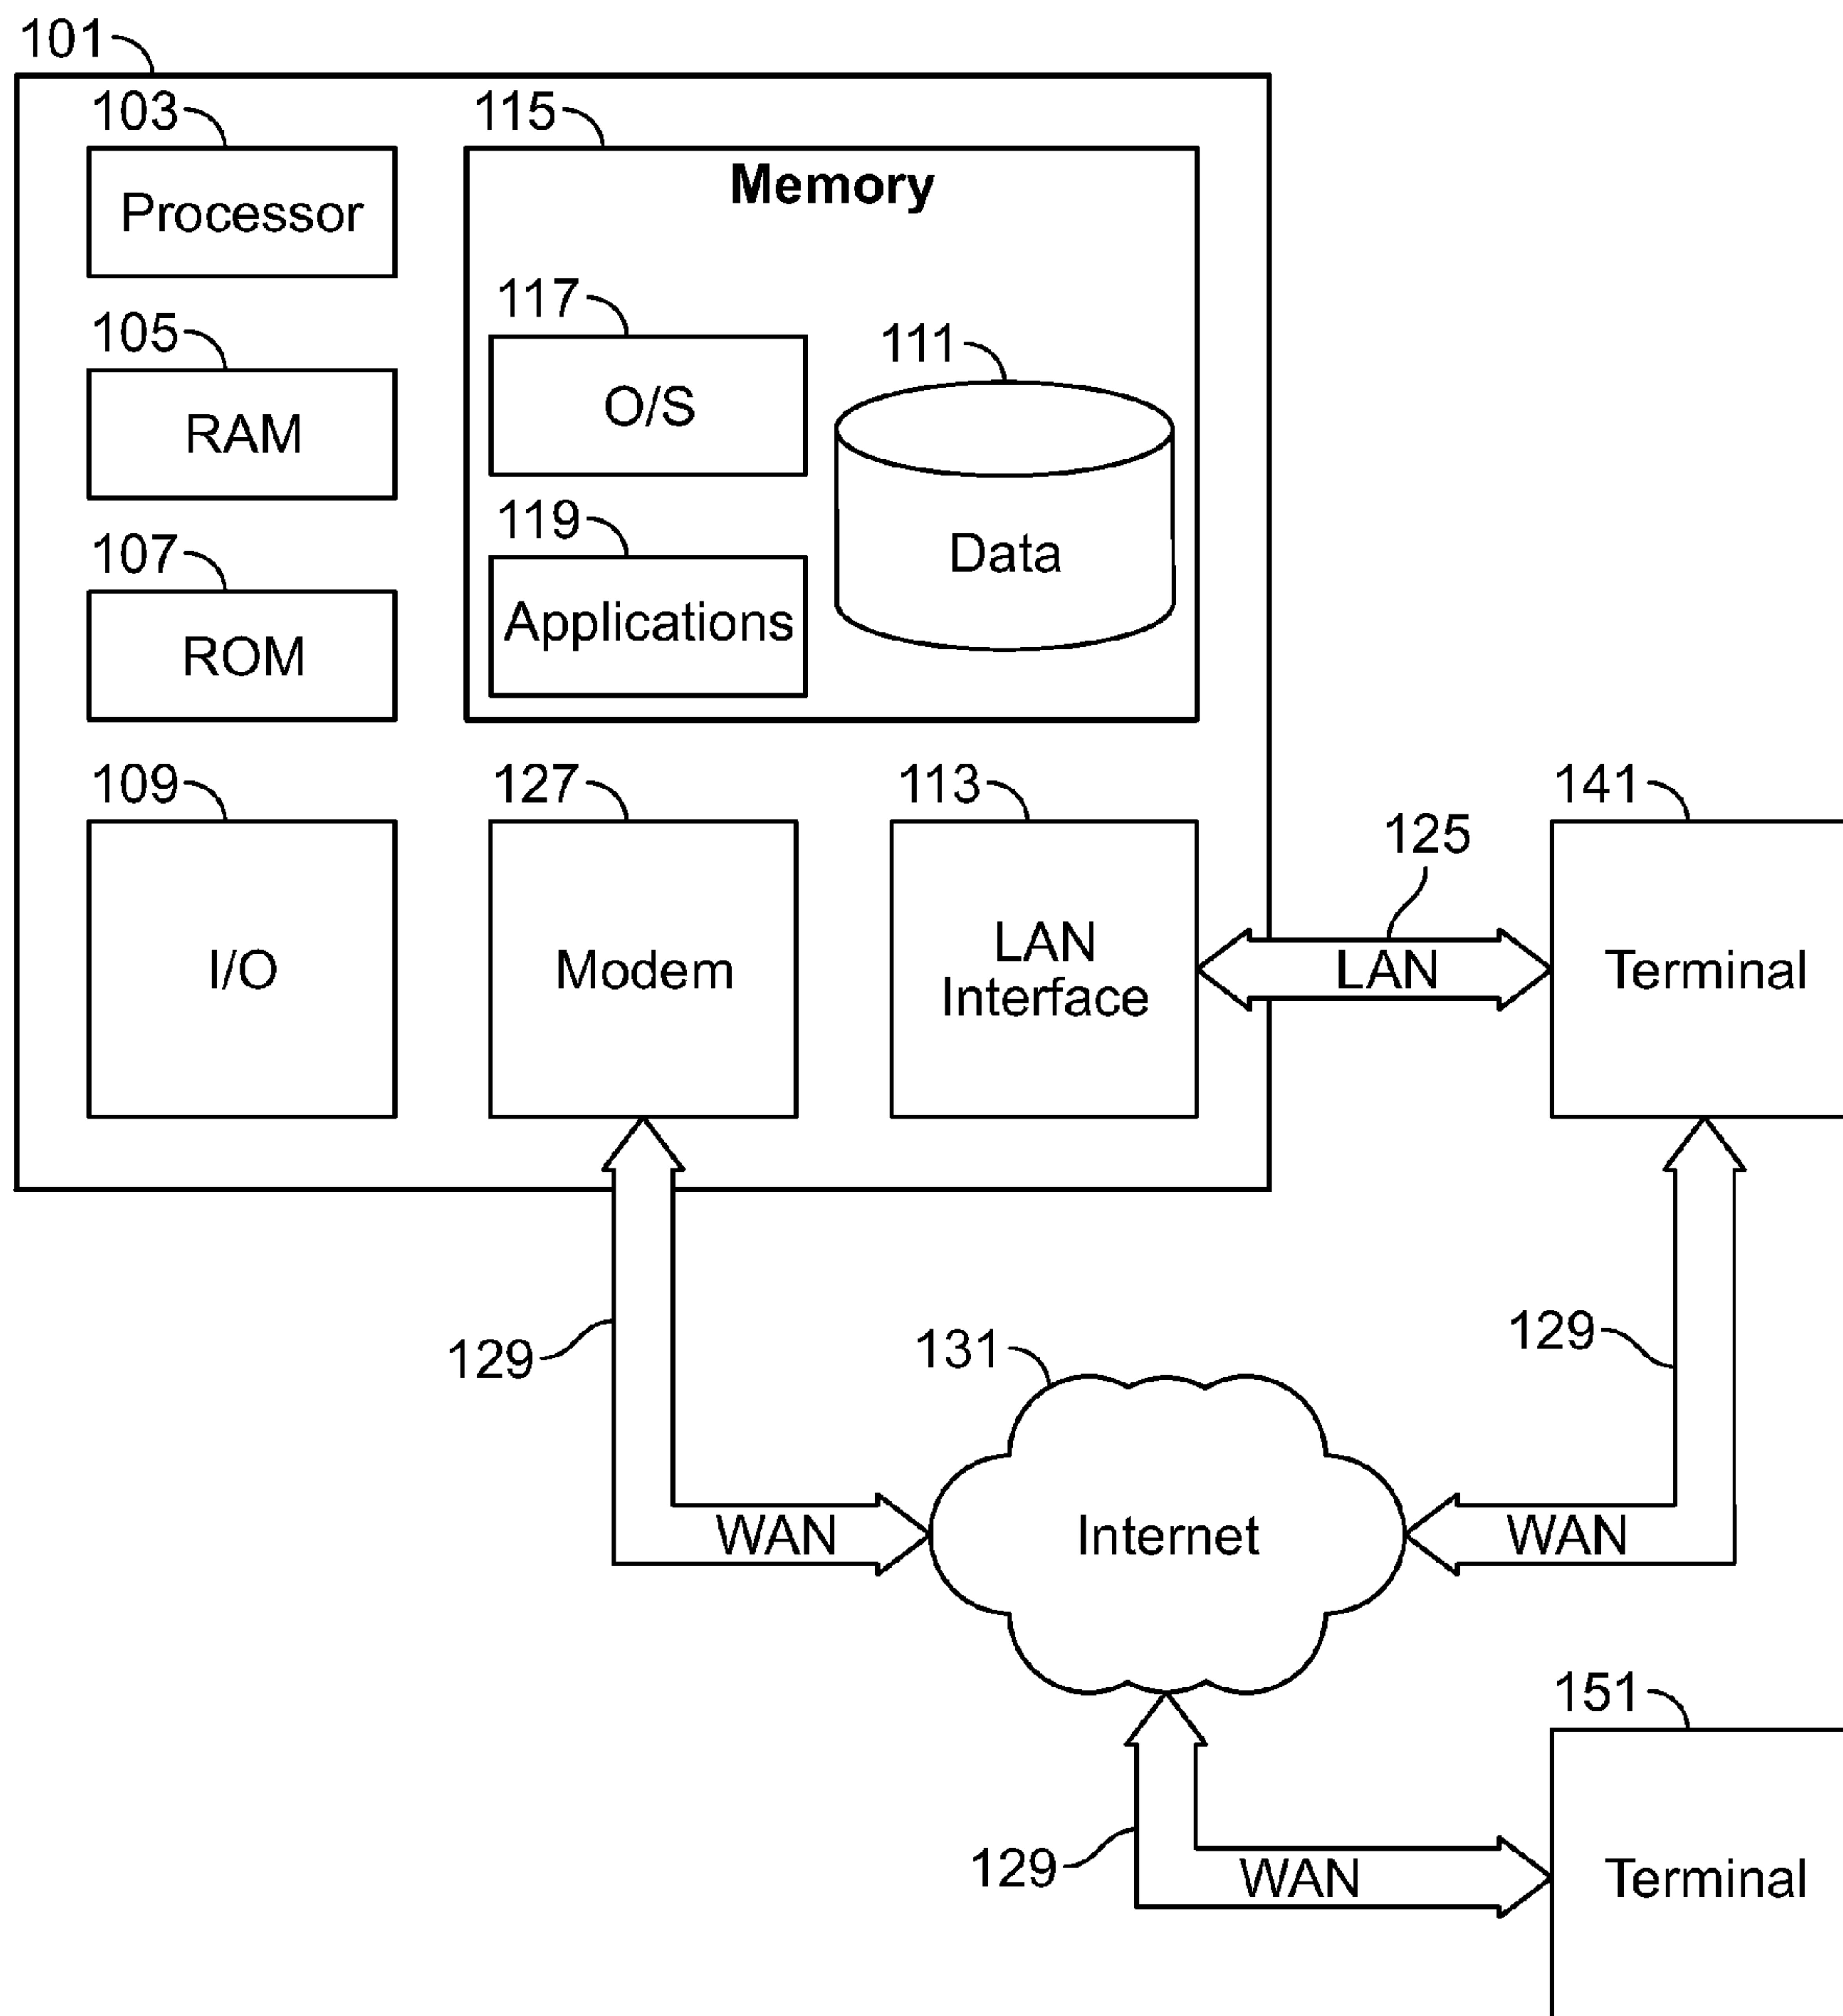 101
103
115
Processor
Memory
105
117
111
RAM
O/S
107
119
Data
ROM
Applications
109
127
113
141
125
I/O
Modem
LAN
Interface
LAN
Terminal
129
131
129
WAN
Internet
WAN
151
129
WAN
Terminal